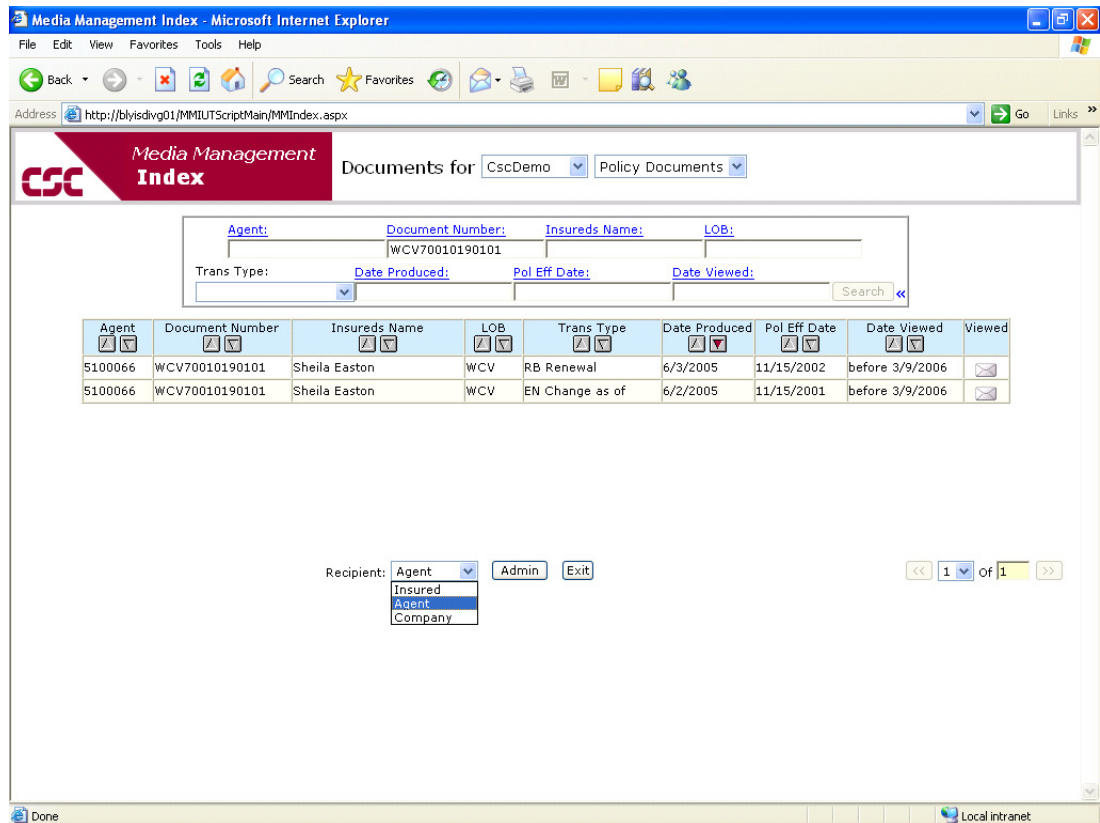 Media Management Index - Microsoft Internet Explorer
File Edit View Favorites Tools Help
Back Search Favorites
Address http://blyisdivg01/MMIUTScriptMain/MMIndex.aspx Go Links »
CSC Media Management
Index
Documents for CscDemo Policy Documents
Agent: Document Number: Insureds Name: LOB:
WCV70010190101
Trans Type: Date Produced: Pol Eff Date: Date Viewed:
Search «
Agent Document Number Insureds Name LOB Trans Type Date Produced Pol Eff Date Date Viewed Viewed
5100066 WCV70010190101 Sheila Easton WCV RB Renewal 6/3/2005 11/15/2002 before 3/9/2006
5100066 WCV70010190101 Sheila Easton WCV EN Change as of 6/2/2005 11/15/2001 before 3/9/2006
Recipient: Agent Admin Exit << 1 Of 1 >>
Insured
Agent
Company
Done Local intranet